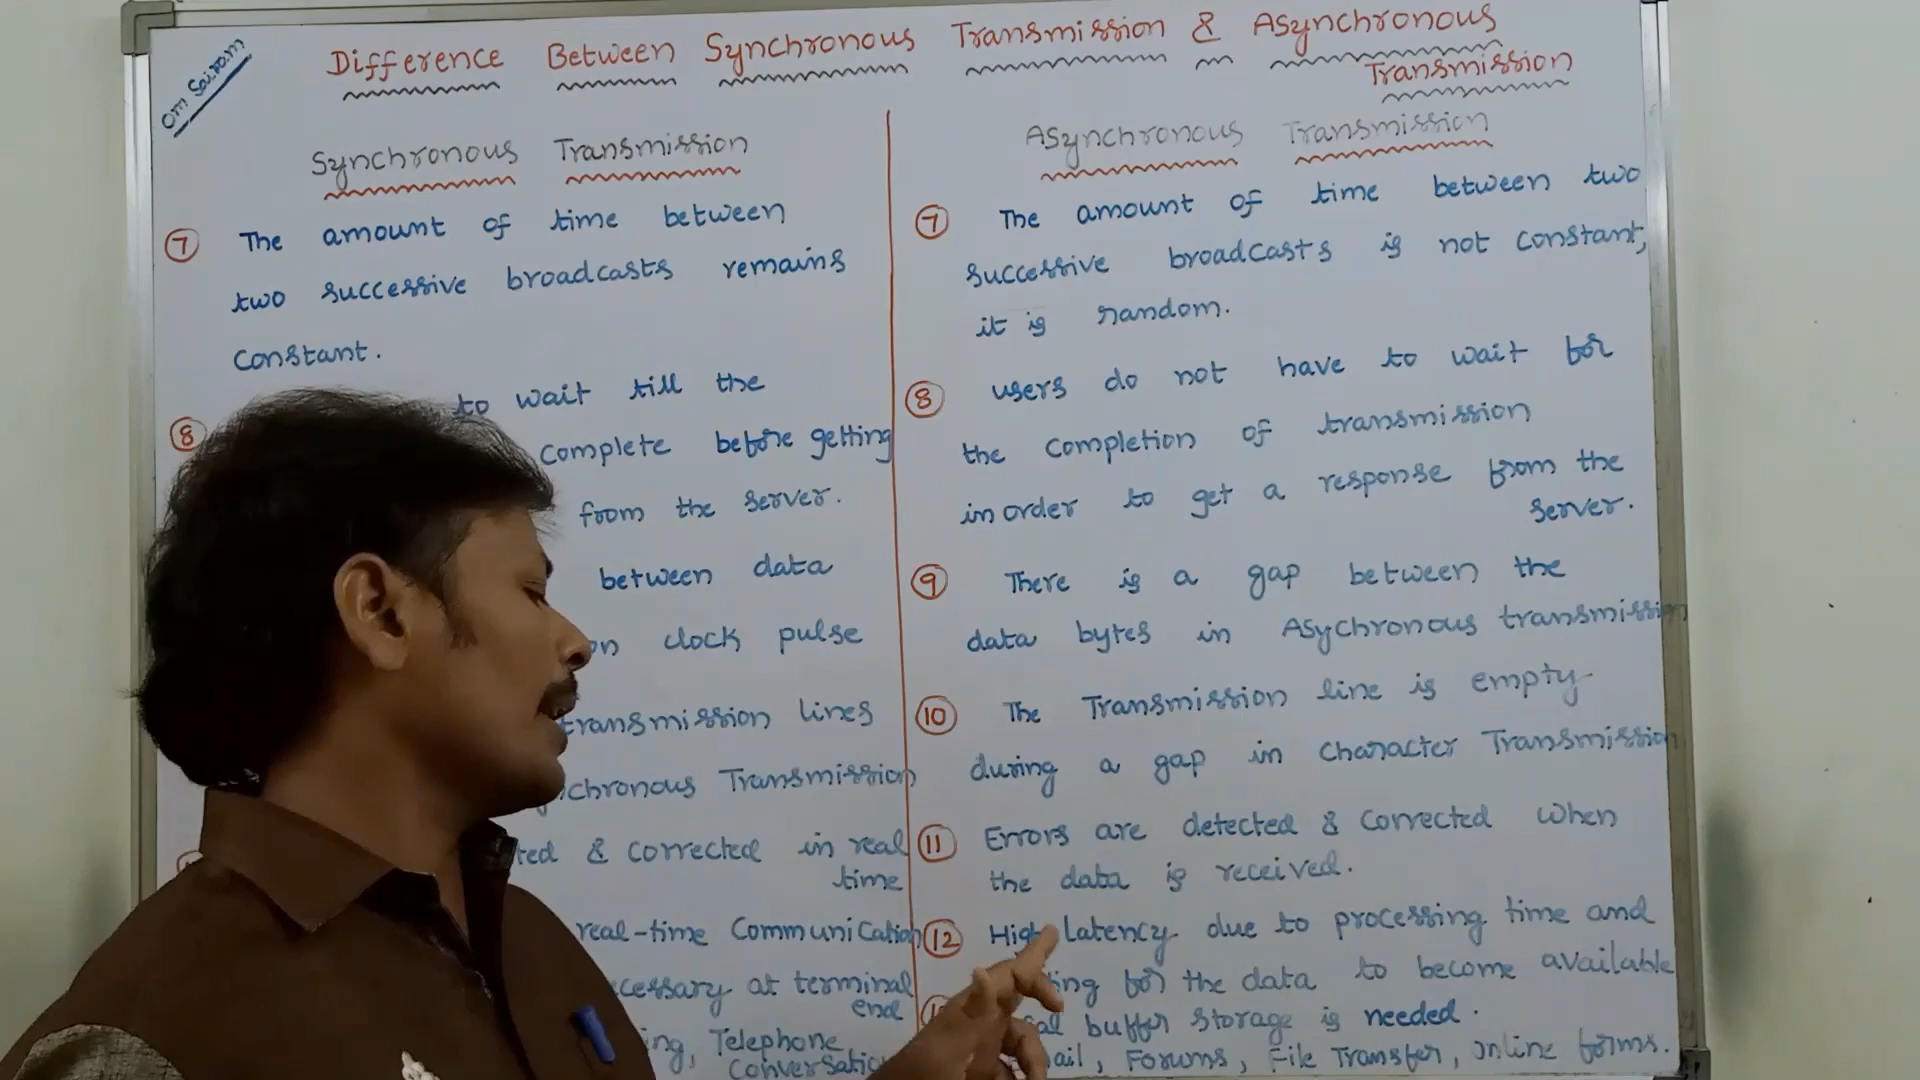 Om Sairam
Difference Between Synchronous Transmission & Asynchronous
Transmission
Synchronous Transmission
⑦ The amount of time between
two successive broadcasts remains
constant.
⑧ to wait till the
complete before getting
from the server.
between data
on clock pulse
transmission lines
chronous Transmission
ted & corrected in real
time
real-time Communication
cessary at terminal
end
ing, Telephone
Conversatio
Asynchronous Transmission
⑦ The amount of time between two
successive broadcasts is not constant,
it is random.
⑧ users do not have to wait for
the completion of transmission
in order to get a response from the
server.
⑨ There is a gap between the
data bytes in Asychronous transmission
⑩ The Transmission line is empty
during a gap in character Transmission
⑪ Errors are detected & corrected when
the data is received.
⑫ High Latency due to processing time and
ing for the data to become available
al buffer storage is needed.
ail, Forums, File Transfer, online forms.